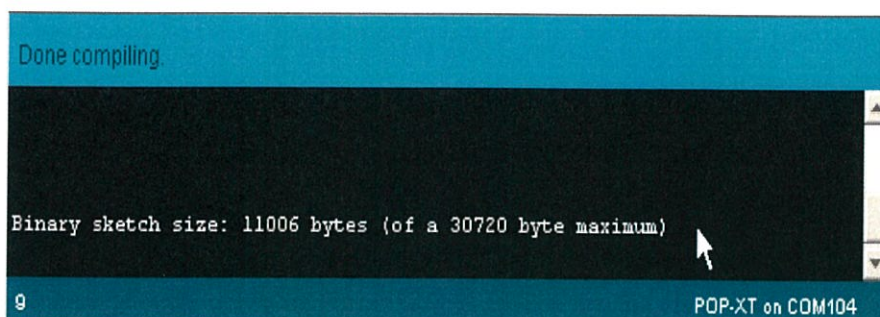 Done compiling.
Binary sketch size: 11006 bytes (of a 30720 byte maximum)
9
POP-XT on COM104